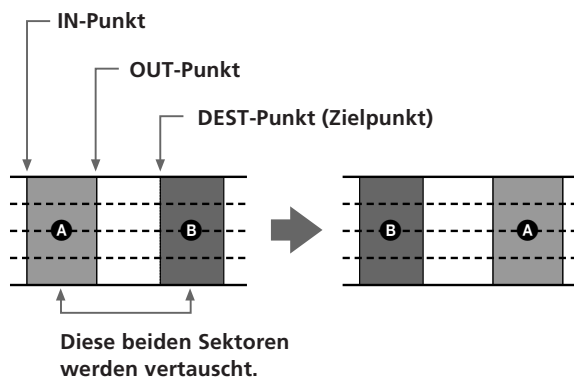 IN-Punkt
OUT-Punkt
DEST-Punkt (Zielpunkt)
A B B A
Diese beiden Sektoren
werden vertauscht.